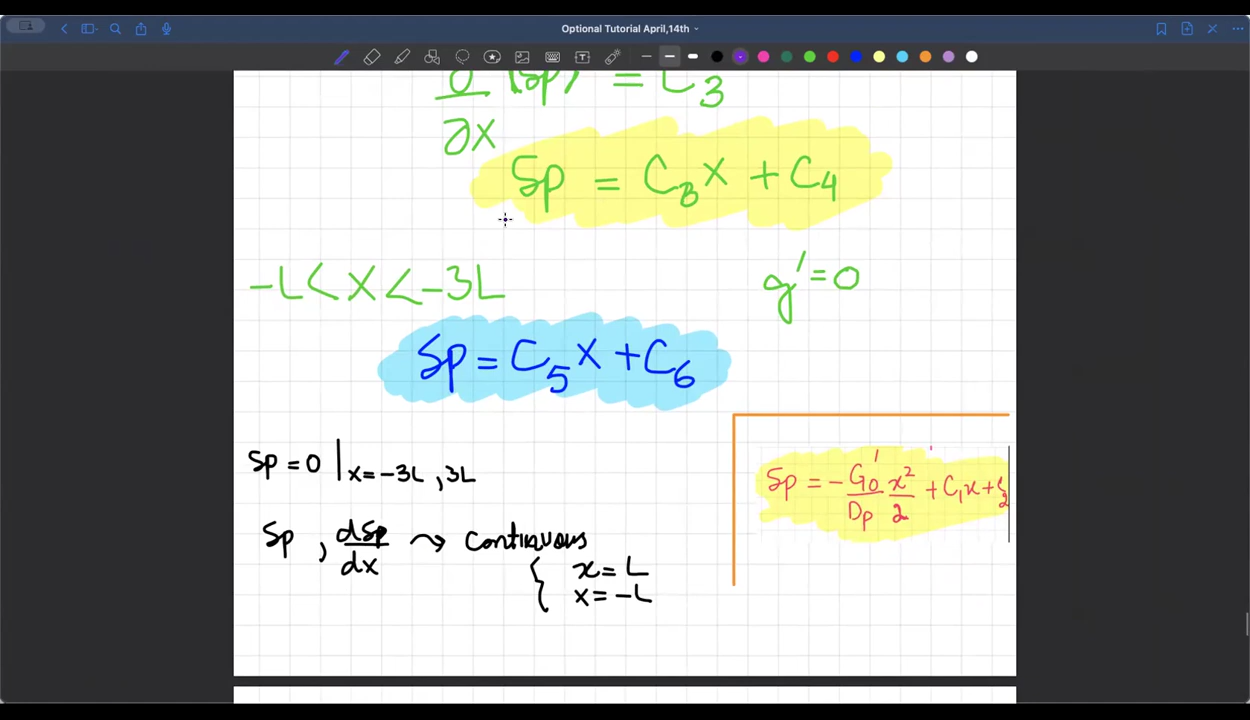 Optional Tutorial April,14th
∂/∂x (δp) = C3
δp = C3x + C4
-L < x < -3L
g' = 0
δp = C5x + C6
δp = 0 | x = -3L, 3L
δp = - G0'/Dp x²/2 + C1x + C2
δp, dδp/dx ⇝ continuous
{ x = L
x = -L